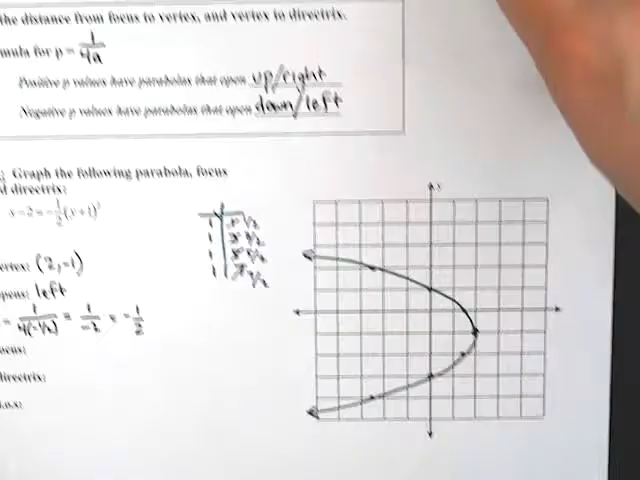 the distance from focus to vertex, and vertex to directrix.
mula for p = 1/4a
Positive p values have parabolas that open up/right
Negative p values have parabolas that open down/left
: Graph the following parabola, focus
d directrix:
x-2=-1/2(y+1)²
ertex: (2,-1)
pens: left
= 1/4(-1/2) = 1/-2 = -1/2
ocus:
directrix:
.o.s: